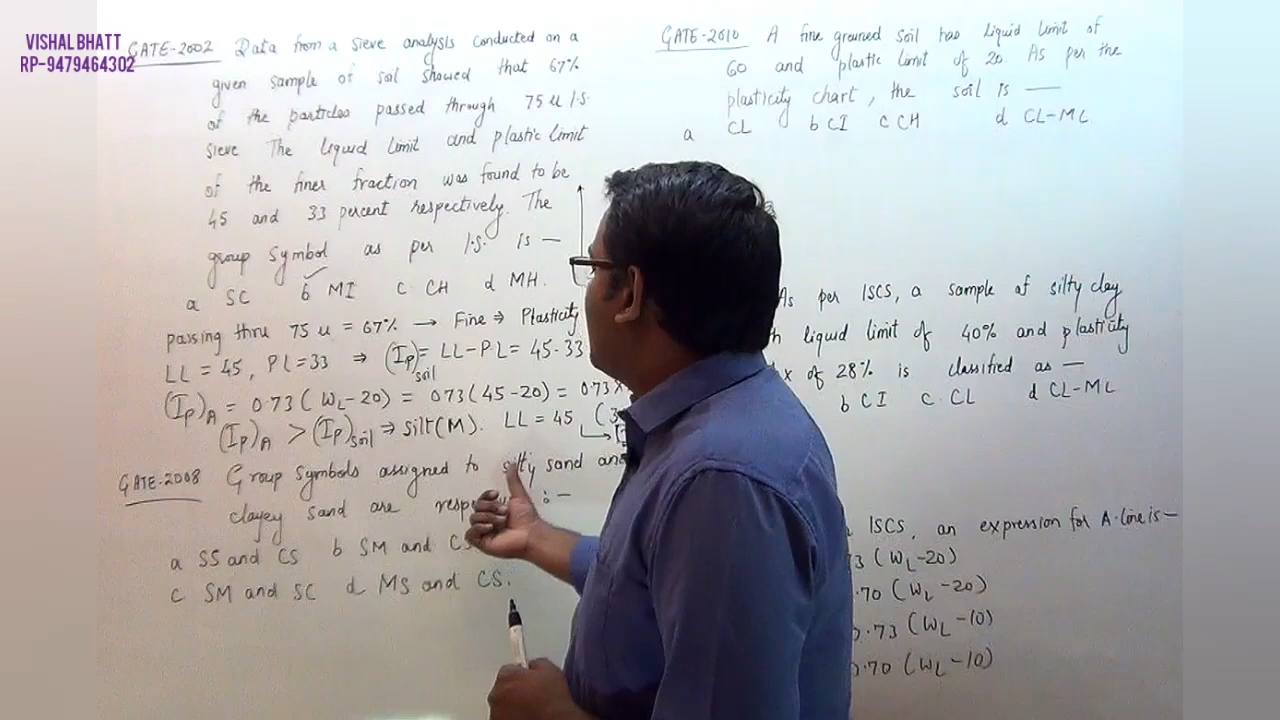 VISHAL BHATT
RP-9479464302
GATE-2002 Data from a sieve analysis conducted on a
given sample of soil showed that 67%
of the particles passed through 75 μ I.S.
sieve The liquid limit and plastic limit
of the finer fraction was found to be
45 and 33 percent respectively. The
group symbol as per I.S. is —
a SC b MI c CH d MH.
passing thru 75 μ = 67% → Fine ⇒ Plasticity
LL = 45, PL = 33 ⇒ (Ip)soil = LL - P.L = 45 - 33
(Ip)A = 0.73 (WL - 20) = 0.73 (45 - 20) = 0.73 ×
(Ip)A > (Ip)soil ⇒ Silt (M). LL = 45 (3
GATE-2008 Group symbols assigned to silty sand and
clayey sand are :-
a SS and CS b SM and CS
c SM and SC d MS and CS.
GATE-2010 A fine grained soil has liquid limit of
60 and plastic limit of 20. As per the
plasticity chart, the soil is —
a CL b CI c CH d CL-ML
As per ISCS, a sample of silty clay
liquid limit of 40% and plasticity
of 28% is classified as —
b CI c. CL d CL-ML
ISCS, an expression for A-line is -
(WL-20)
.70 (WL-20)
0.73 (WL-10)
0.70 (WL-10)